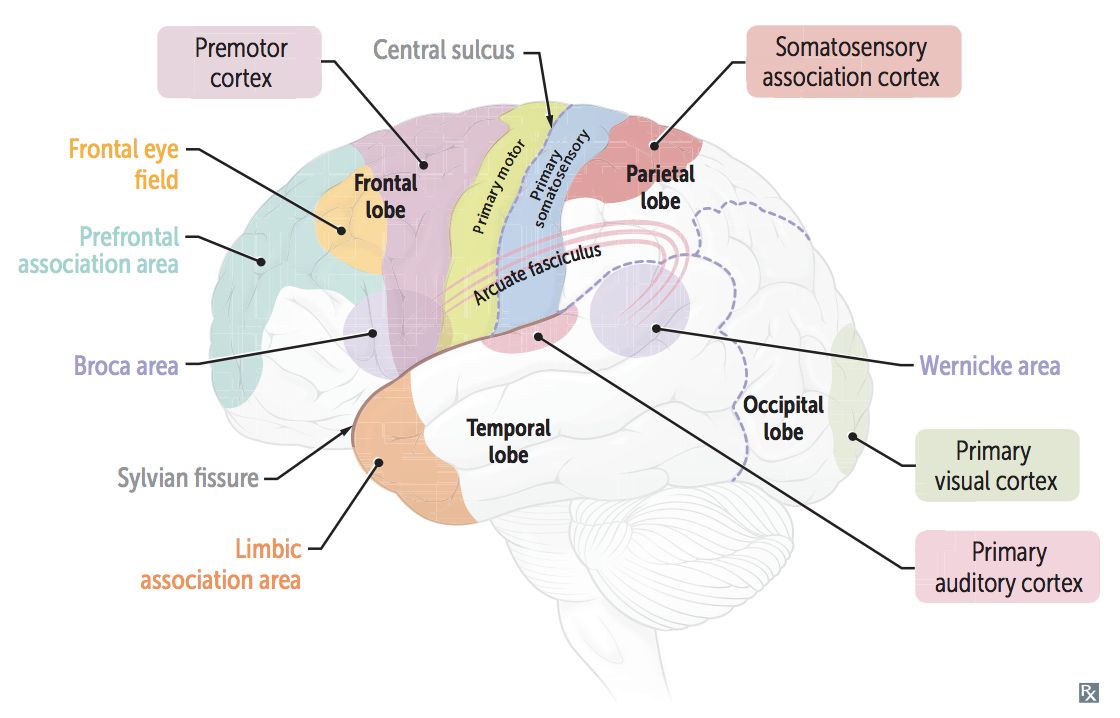 Premotor
cortex
Central sulcus
Somatosensory
association cortex
Frontal eye
field
Frontal
lobe
Primary motor
Primary
somatosensory
Parietal
lobe
Prefrontal
association area
Arcuate fasciculus
Broca area
Wernicke area
Temporal
lobe
Occipital
lobe
Sylvian fissure
Primary
visual cortex
Limbic
association area
Primary
auditory cortex
Rx